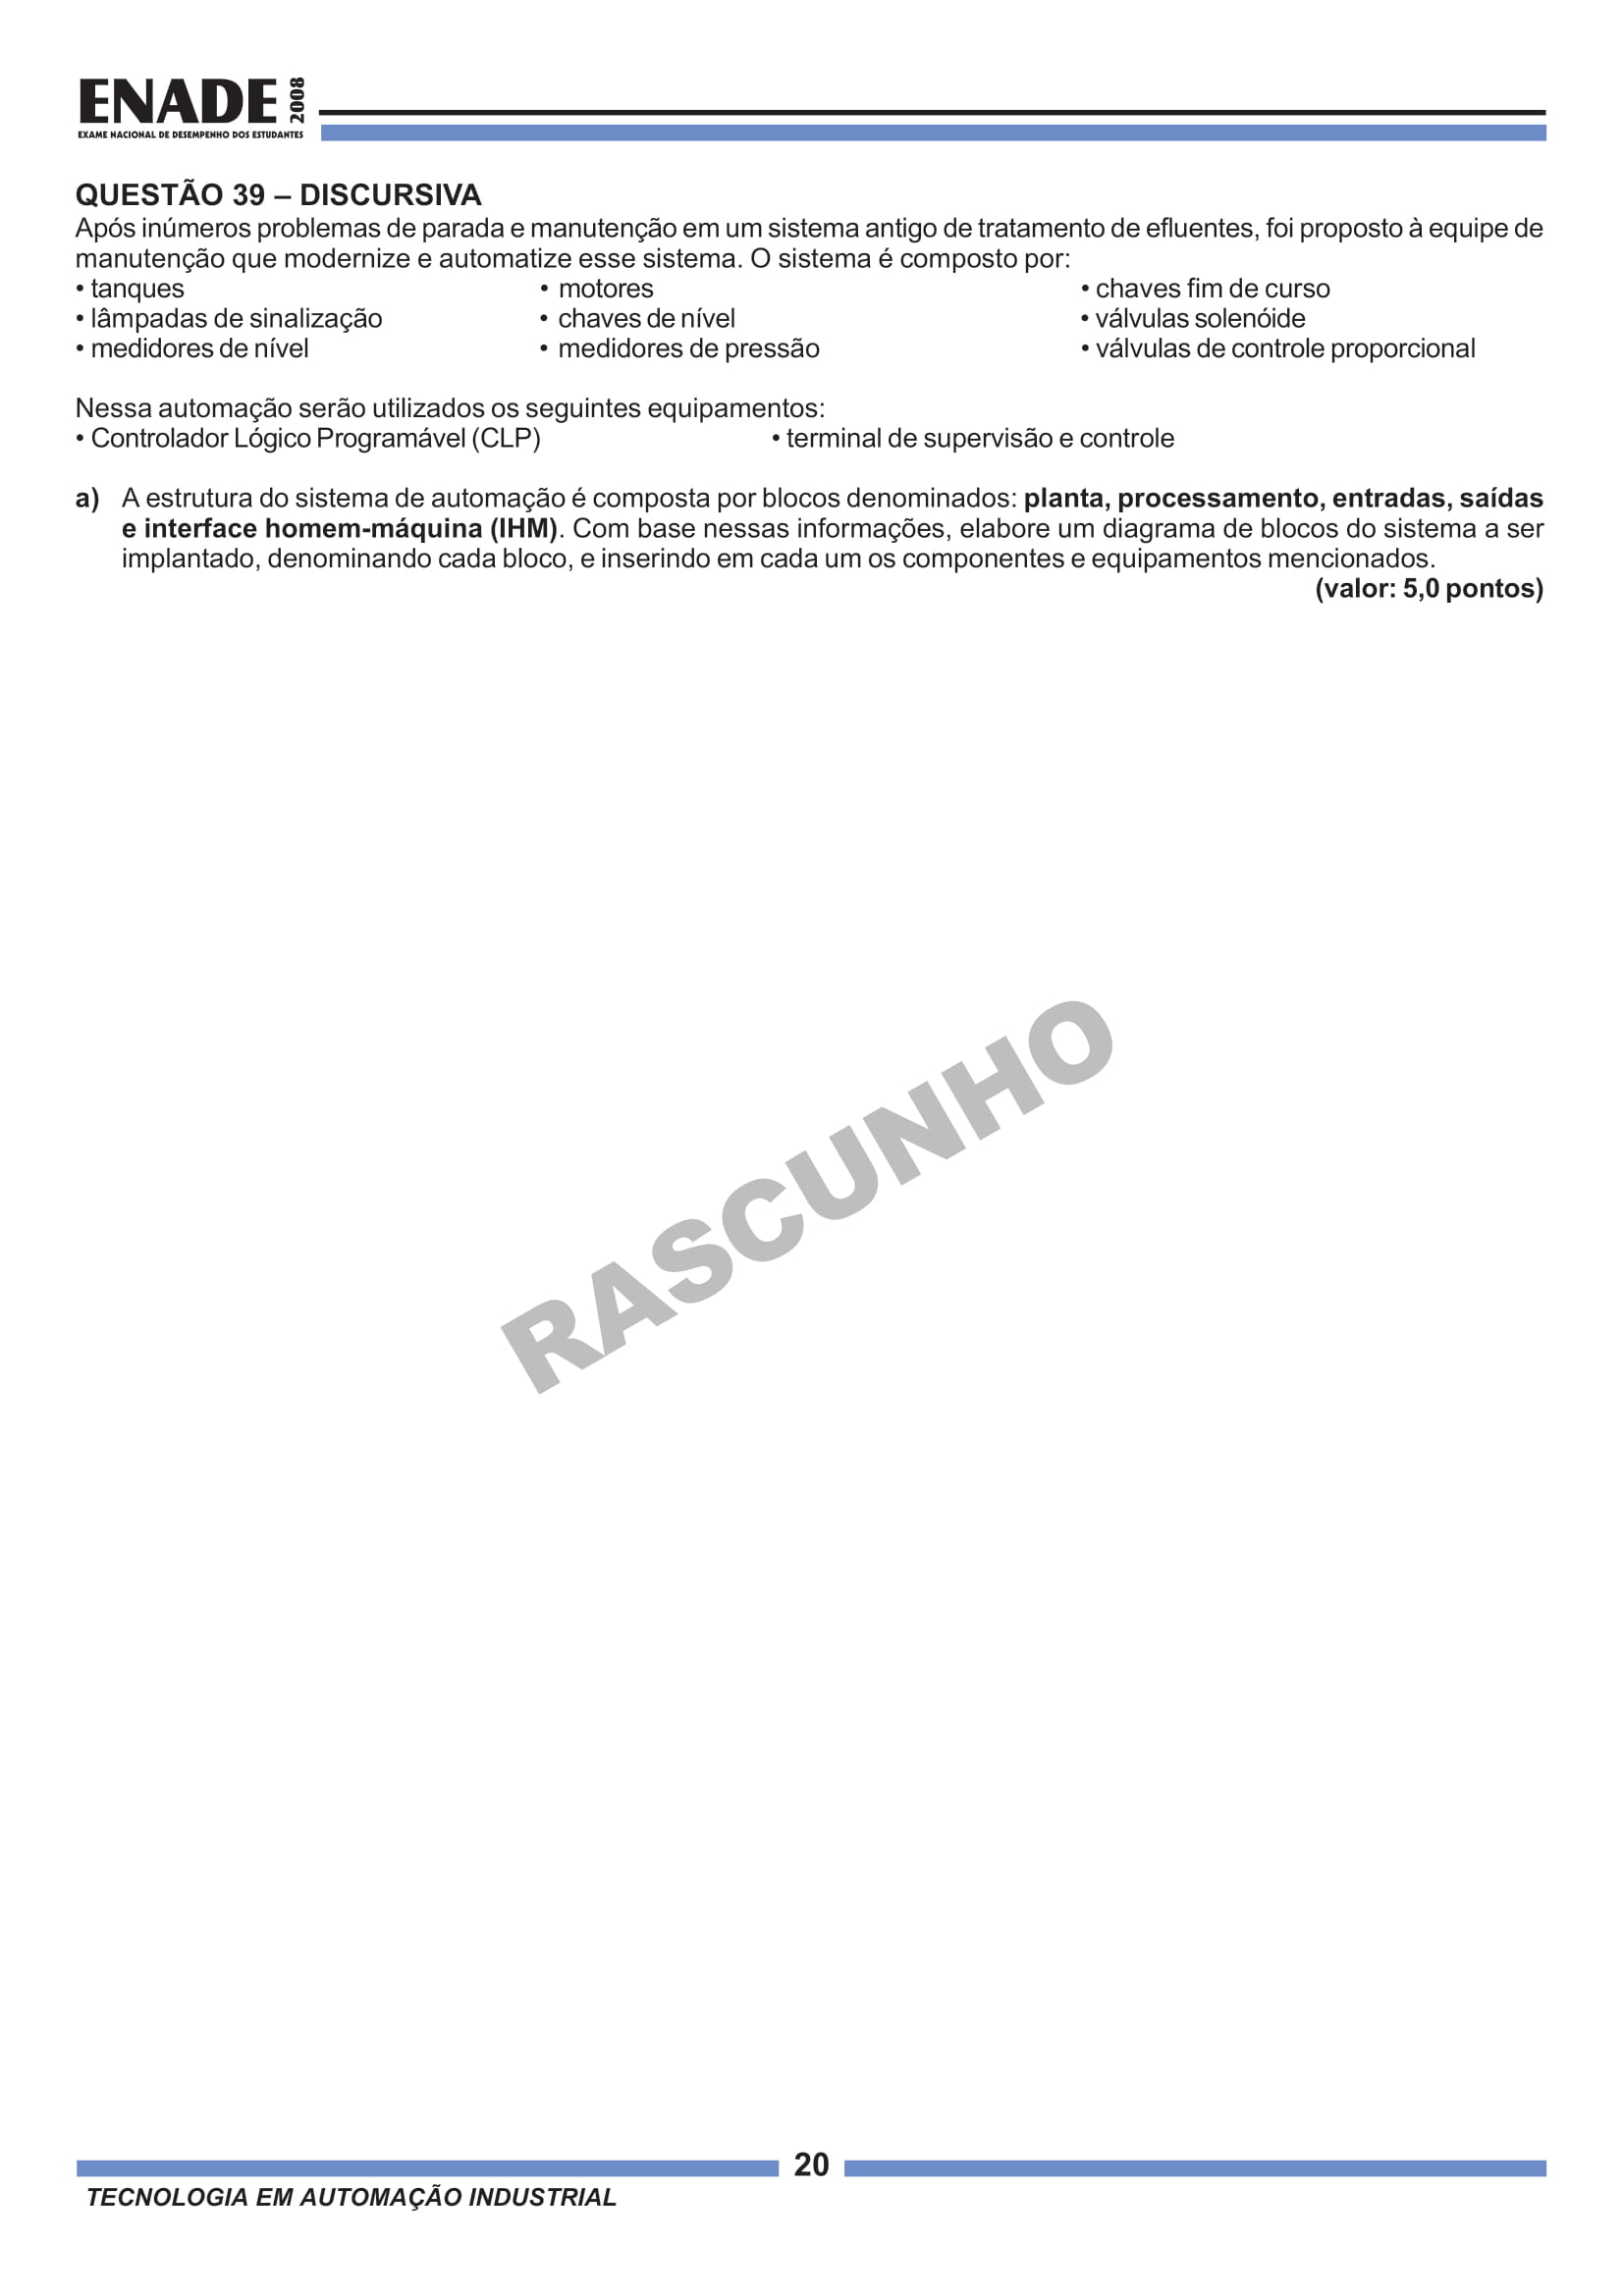 ENADE 2008
EXAME NACIONAL DE DESEMPENHO DOS ESTUDANTES
QUESTÃO 39 – DISCURSIVA
Após inúmeros problemas de parada e manutenção em um sistema antigo de tratamento de efluentes, foi proposto à equipe de
manutenção que modernize e automatize esse sistema. O sistema é composto por:
• tanques • motores • chaves fim de curso
• lâmpadas de sinalização • chaves de nível • válvulas solenóide
• medidores de nível • medidores de pressão • válvulas de controle proporcional
Nessa automação serão utilizados os seguintes equipamentos:
• Controlador Lógico Programável (CLP) • terminal de supervisão e controle
a) A estrutura do sistema de automação é composta por blocos denominados: planta, processamento, entradas, saídas
e interface homem-máquina (IHM). Com base nessas informações, elabore um diagrama de blocos do sistema a ser
implantado, denominando cada bloco, e inserindo em cada um os componentes e equipamentos mencionados.
(valor: 5,0 pontos)
RASCUNHO
20
TECNOLOGIA EM AUTOMAÇÃO INDUSTRIAL